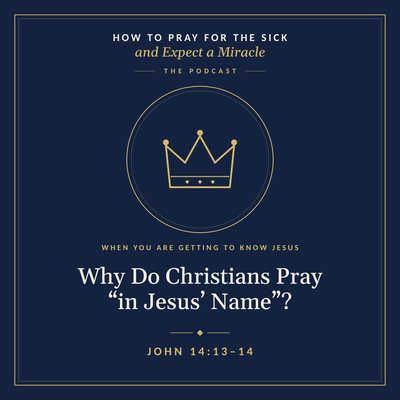 HOW TO PRAY FOR THE SICK
and Expect a Miracle
THE PODCAST
WHEN YOU ARE GETTING TO KNOW JESUS
Why Do Christians Pray
“in Jesus’ Name”?
JOHN 14:13–14